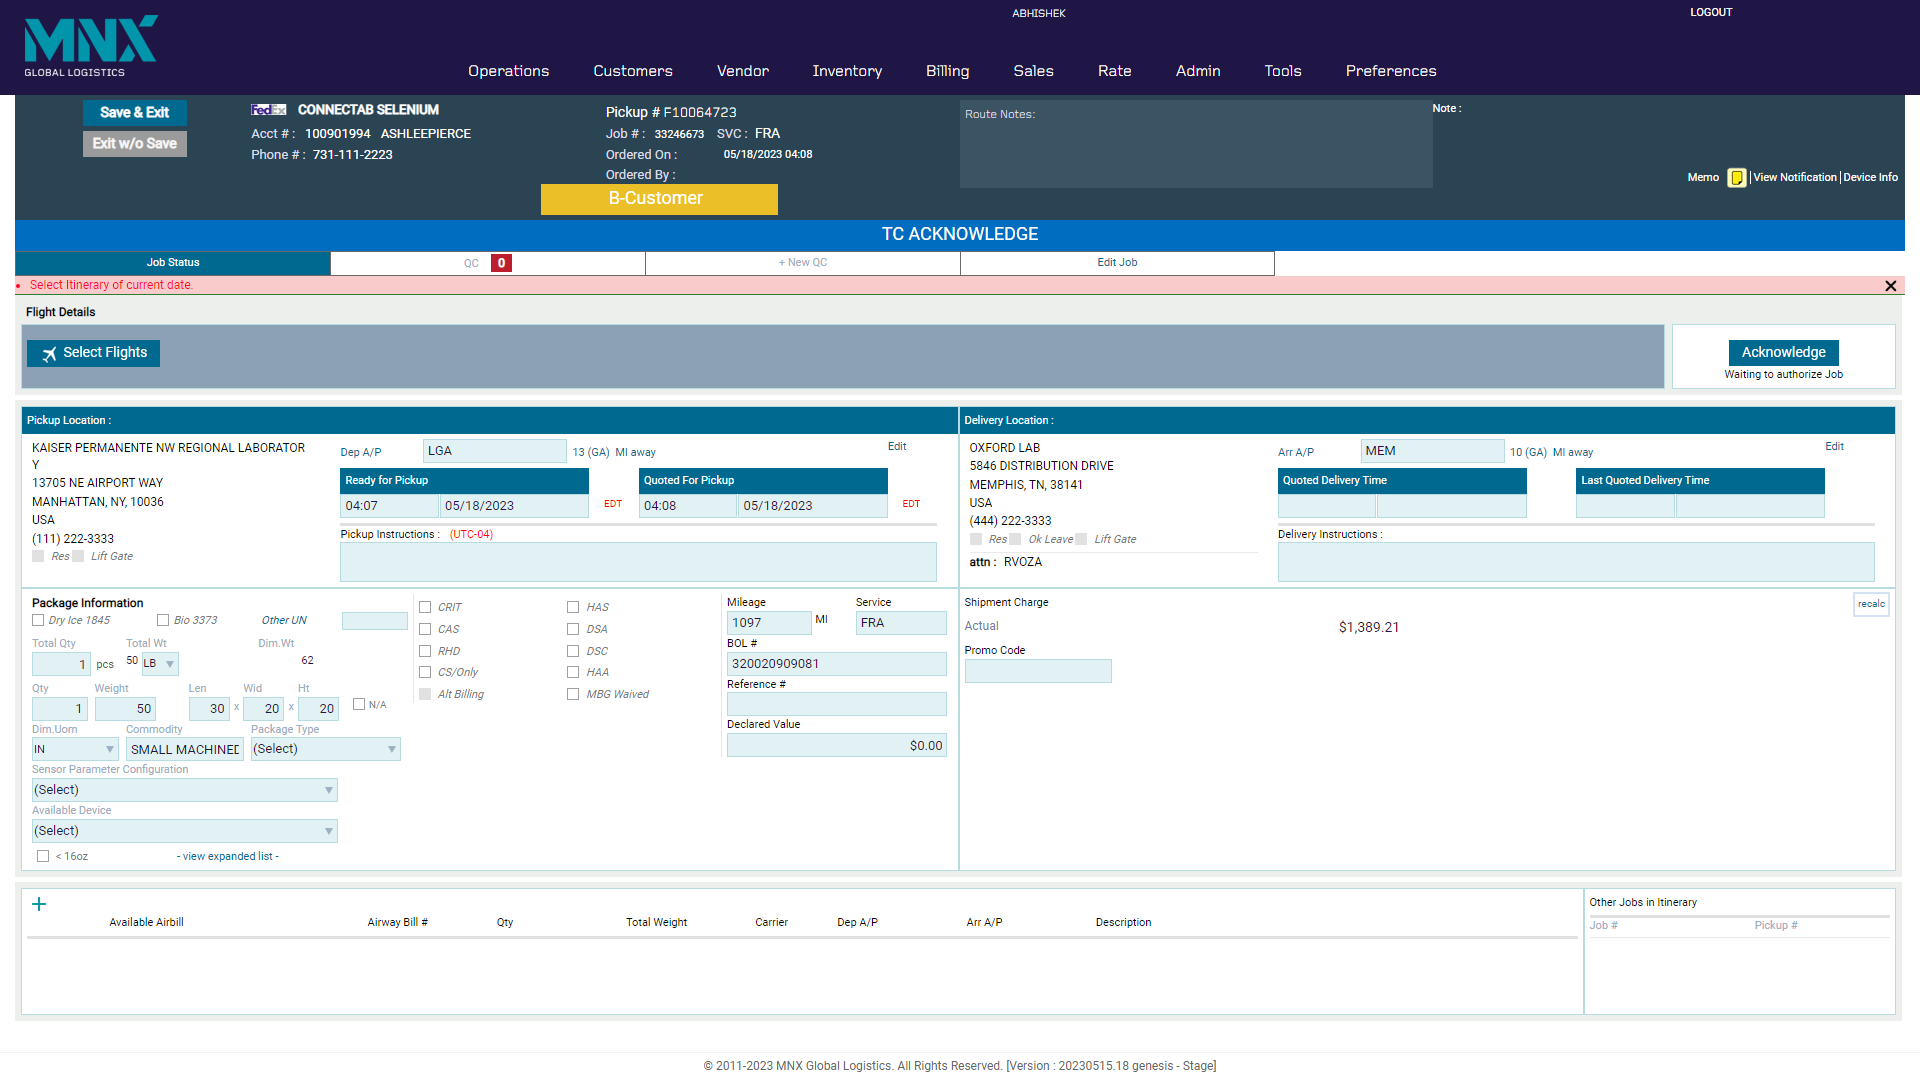 MNX
GLOBAL LOGISTICS
ABHISHEK
LOGOUT
Operations Customers Vendor Inventory Billing Sales Rate Admin Tools Preferences
Save & Exit
Exit w/o Save
FedEx CONNECTAB SELENIUM
Acct # : 100901994 ASHLEEPIERCE
Phone # : 731-111-2223
Pickup # F10064723
Job # : 33246673 SVC : FRA
Ordered On : 05/18/2023 04:08
Ordered By :
B-Customer
Route Notes:
Note :
Memo View Notification Device Info
TC ACKNOWLEDGE
Job Status QC 0 + New QC Edit Job
Select Itinerary of current date.
Flight Details
Select Flights
Acknowledge
Waiting to authorize Job
Pickup Location :
KAISER PERMANENTE NW REGIONAL LABORATOR
Y
13705 NE AIRPORT WAY
MANHATTAN, NY, 10036
USA
(111) 222-3333
Res Lift Gate
Dep A/P LGA 13 (GA) MI away Edit
Ready for Pickup Quoted For Pickup
04:07 05/18/2023 EDT 04:08 05/18/2023 EDT
Pickup Instructions : (UTC-04)
Delivery Location :
OXFORD LAB
5846 DISTRIBUTION DRIVE
MEMPHIS, TN, 38141
USA
(444) 222-3333
Res Ok Leave Lift Gate
attn : RVOZA
Arr A/P MEM 10 (GA) MI away Edit
Quoted Delivery Time Last Quoted Delivery Time
Delivery Instructions :
Package Information
Dry Ice 1845 Bio 3373 Other UN
Total Qty Total Wt Dim.Wt
1 pcs 50 LB 62
Qty Weight Len Wid Ht
1 50 30 x 20 x 20 N/A
Dim.Uom Commodity Package Type
IN SMALL MACHINED (Select)
Sensor Parameter Configuration
(Select)
Available Device
(Select)
< 16oz - view expanded list -
CRIT HAS
CAS DSA
RHD DSC
CS/Only HAA
Alt Billing MBG Waived
Mileage Service
1097 MI FRA
BOL #
320020909081
Reference #
Declared Value
$0.00
Shipment Charge recalc
Actual $1,389.21
Promo Code
Available Airbill Airway Bill # Qty Total Weight Carrier Dep A/P Arr A/P Description
Other Jobs in Itinerary
Job # Pickup #
© 2011-2023 MNX Global Logistics. All Rights Reserved. [Version : 20230515.18 genesis - Stage]